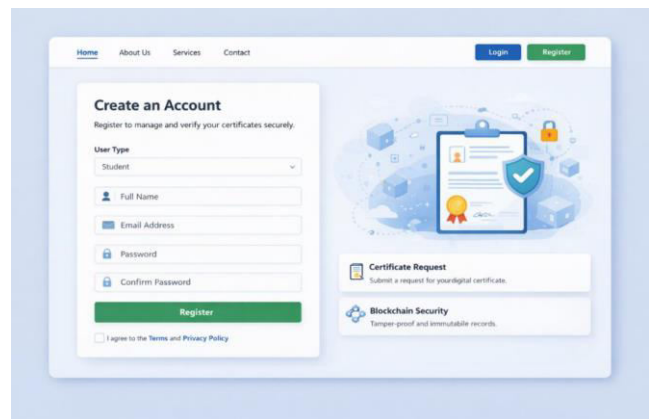 Home About Us Services Contact Login Register
Create an Account
Register to manage and verify your certificates securely.
User Type
Student
Full Name
Email Address
Password
Confirm Password
Register
I agree to the Terms and Privacy Policy
Certificate Request
Submit a request for yourdigital certificate.
Blockchain Security
Tamper-proof and immutabile records.